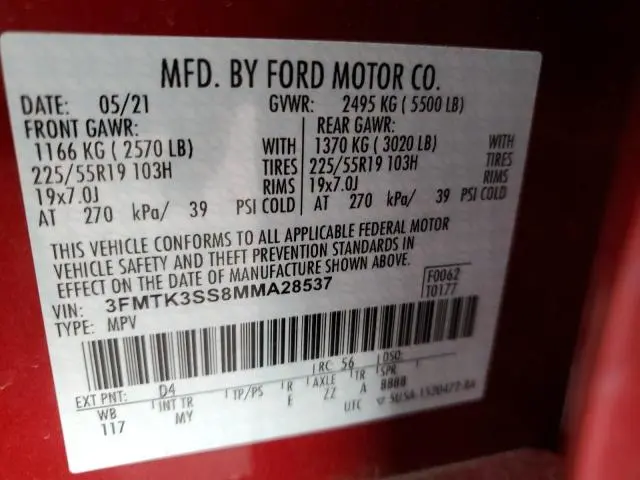 MFD. BY FORD MOTOR CO.
DATE: 05/21 GVWR: 2495 KG ( 5500 LB)
FRONT GAWR: REAR GAWR:
1166 KG ( 2570 LB) WITH 1370 KG ( 3020 LB) WITH
225/55R19 103H TIRES 225/55R19 103H TIRES
19x7.0J RIMS 19x7.0J RIMS
AT 270 kPa/ 39 PSI COLD AT 270 kPa/ 39 PSI COLD
THIS VEHICLE CONFORMS TO ALL APPLICABLE FEDERAL MOTOR
VEHICLE SAFETY AND THEFT PREVENTION STANDARDS IN
EFFECT ON THE DATE OF MANUFACTURE SHOWN ABOVE.
F0062
T0177
VIN: 3FMTK3SS8MMA28537
TYPE: MPV
EXT PNT: D4 RC: 56 DSO:
WB INT TR TP/PS R AXLE TR SPR
117 MY E ZZ A 8888
UTC